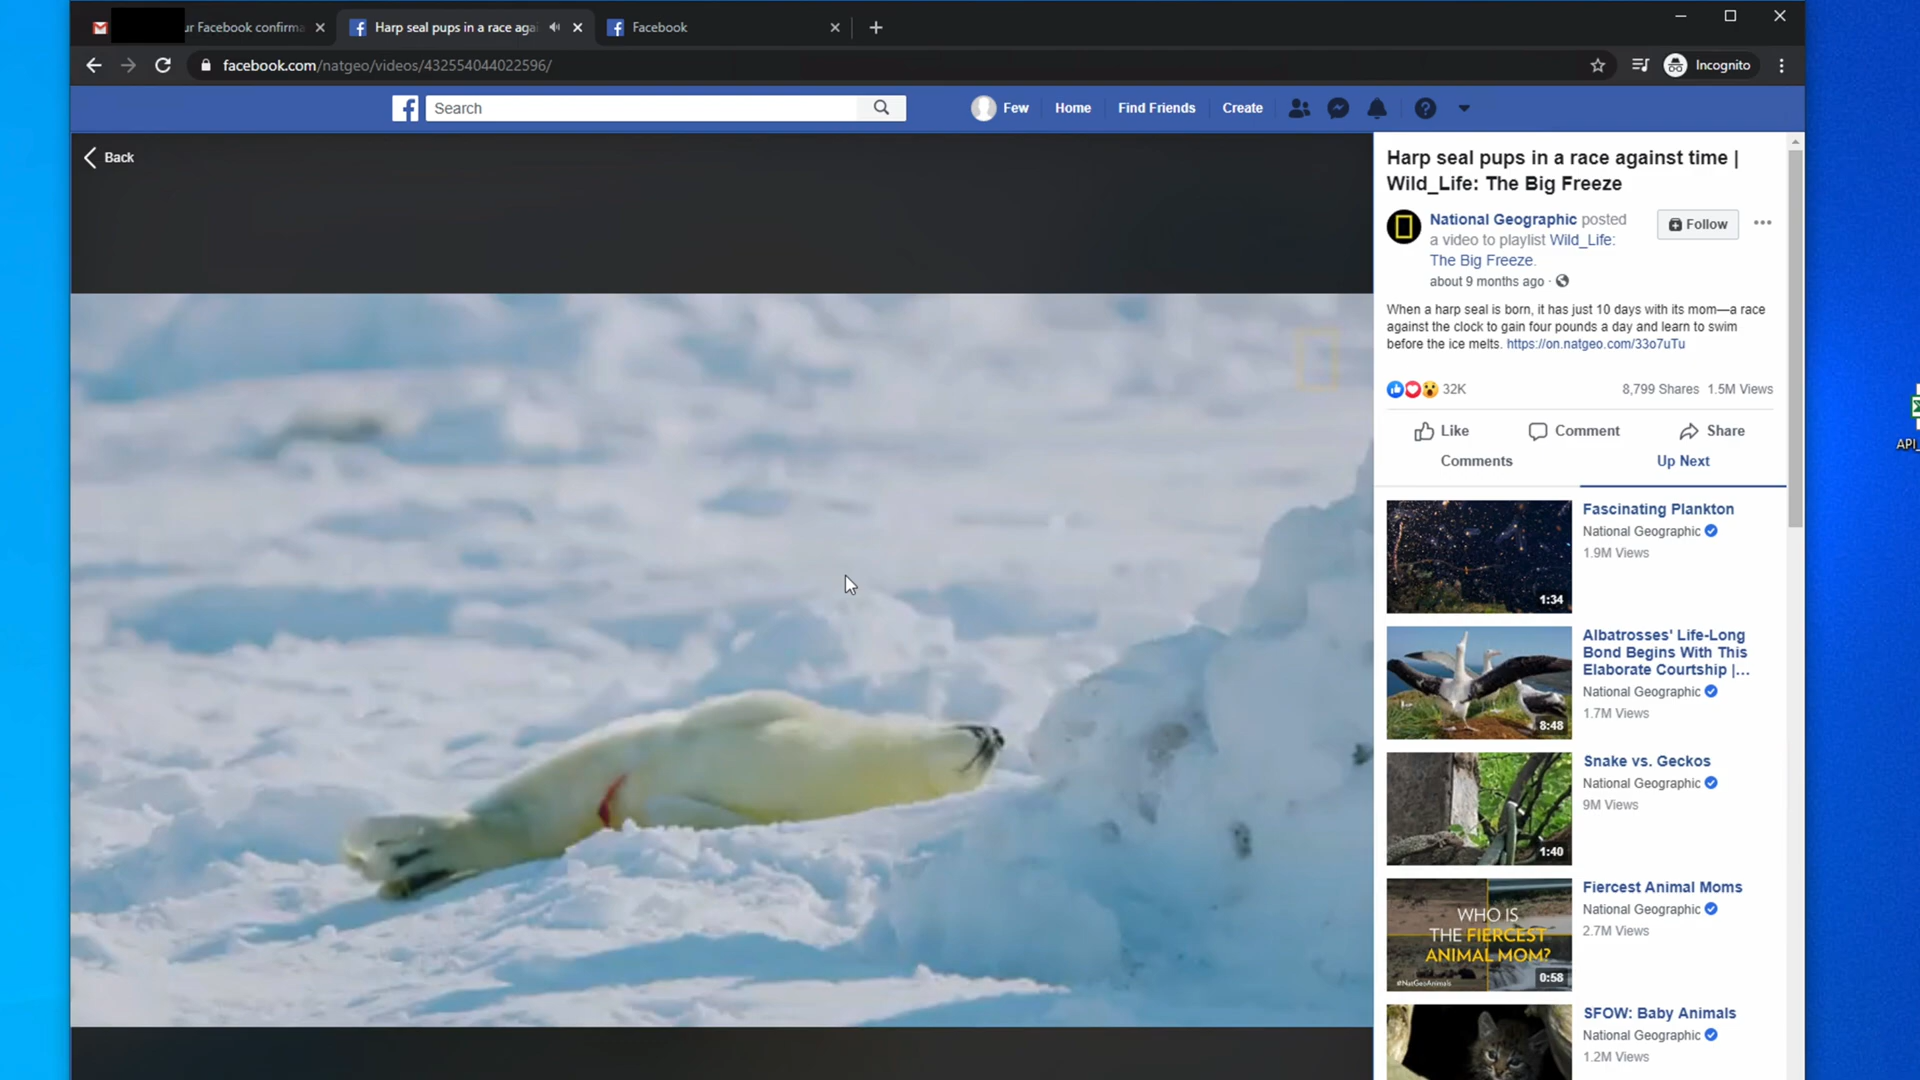 ur Facebook confirma
Harp seal pups in a race aga
Facebook
facebook.com/natgeo/videos/432554044022596/
Incognito
Search
Few
Home
Find Friends
Create
Back
Harp seal pups in a race against time |
Wild_Life: The Big Freeze
National Geographic posted
a video to playlist Wild_Life:
The Big Freeze.
about 9 months ago ·
Follow
When a harp seal is born, it has just 10 days with its mom—a race
against the clock to gain four pounds a day and learn to swim
before the ice melts. https://on.natgeo.com/33o7uTu
32K
8,799 Shares 1.5M Views
Like
Comment
Share
Comments
Up Next
Fascinating Plankton
National Geographic
1.9M Views
1:34
Albatrosses' Life-Long
Bond Begins With This
Elaborate Courtship |...
National Geographic
1.7M Views
8:48
Snake vs. Geckos
National Geographic
9M Views
1:40
Fiercest Animal Moms
National Geographic
2.7M Views
WHO IS
THE FIERCEST
ANIMAL MOM?
#NatGeoAnimals
0:58
SFOW: Baby Animals
National Geographic
1.2M Views
API_